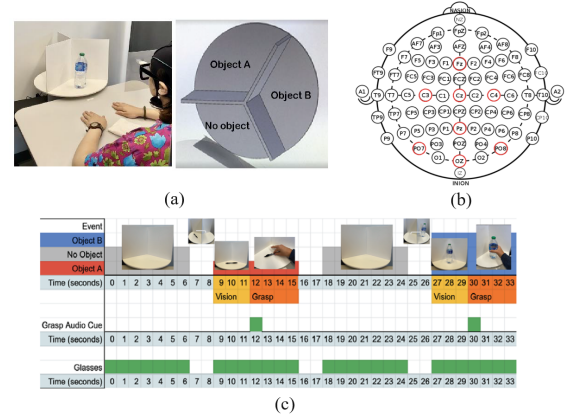 Object A
Object B
No object
(a)
NASION
NZ
Fp1 FpZ Fp2
AF7 AF3 AFZ AF4 AF8
F9 F7 F5 F3 F1 Fz F2 F4 F6 F8 F10
FT9 FT7 FC5 FC3 FC1 FCZ FC2 FC4 FC6
A1 T9 T7 C5 C3 C1 Cz C2 C4 C6 T8 T10 A2
TP9 TP7 CP5 CP3 CP1 CPZ CP2 CP4 CP6 TP8
P9 P7 P5 P3 P1 Pz P2 P4 P6 P8 P10
PO7 PO3 POZ PO4 PO8
O1 OZ O2
INION
(b)
Event
Object B
No Object
Object A
Time (seconds) 0 1 2 3 4 5 6 7 8 9 10 11 12 13 14 15 16 17 18 19 20 21 22 23 24 25 26 27 28 29 30 31 32 33
Vision Grasp Vision Grasp
Grasp Audio Cue
Time (seconds) 0 1 2 3 4 5 6 7 8 9 10 11 12 13 14 15 16 17 18 19 20 21 22 23 24 25 26 27 28 29 30 31 32 33
Glasses
Time (seconds) 0 1 2 3 4 5 6 7 8 9 10 11 12 13 14 15 16 17 18 19 20 21 22 23 24 25 26 27 28 29 30 31 32 33
(c)